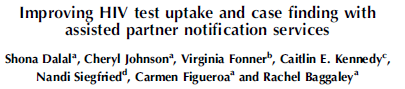 Improving HIV test uptake and case finding with
assisted partner notification services
Shona Dalalᵃ, Cheryl Johnsonᵃ, Virginia Fonnerᵇ, Caitlin E. Kennedyᶜ,
Nandi Siegfriedᵈ, Carmen Figueroaᵃ and Rachel Baggaleyᵃ